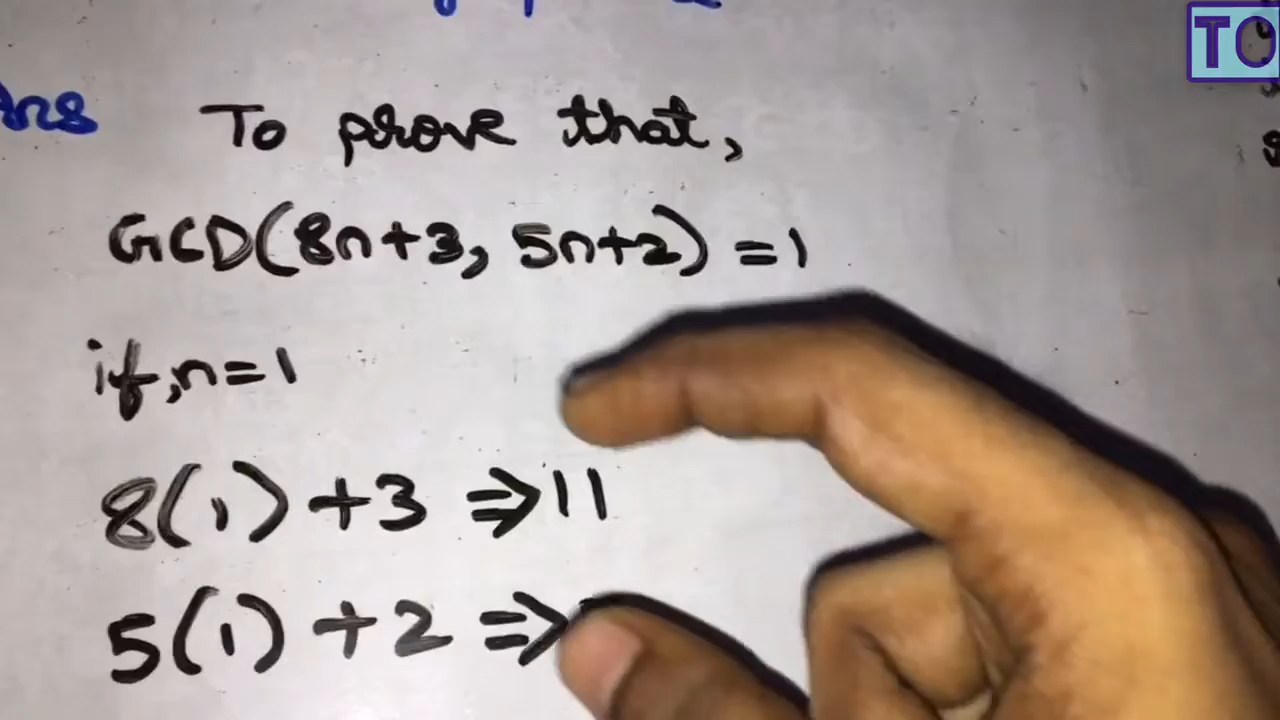 Ans To prove that,
GCD(8n+3, 5n+2) =1
if,n=1
8(1) +3 ⇒11
5(1) +2 ⇒
TO